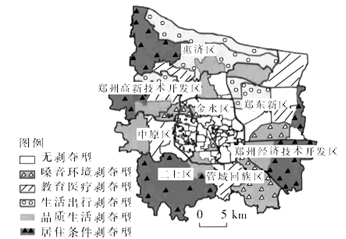 惠济区
郑州高新技术开发区
金水区
郑东新区
中原区
郑州经济技术开发区
二七区
管城回族区
图例
无剥夺型
噪音环境剥夺型
教育医疗剥夺型
生活出行剥夺型
品质生活剥夺型
居住条件剥夺型
0 5 km